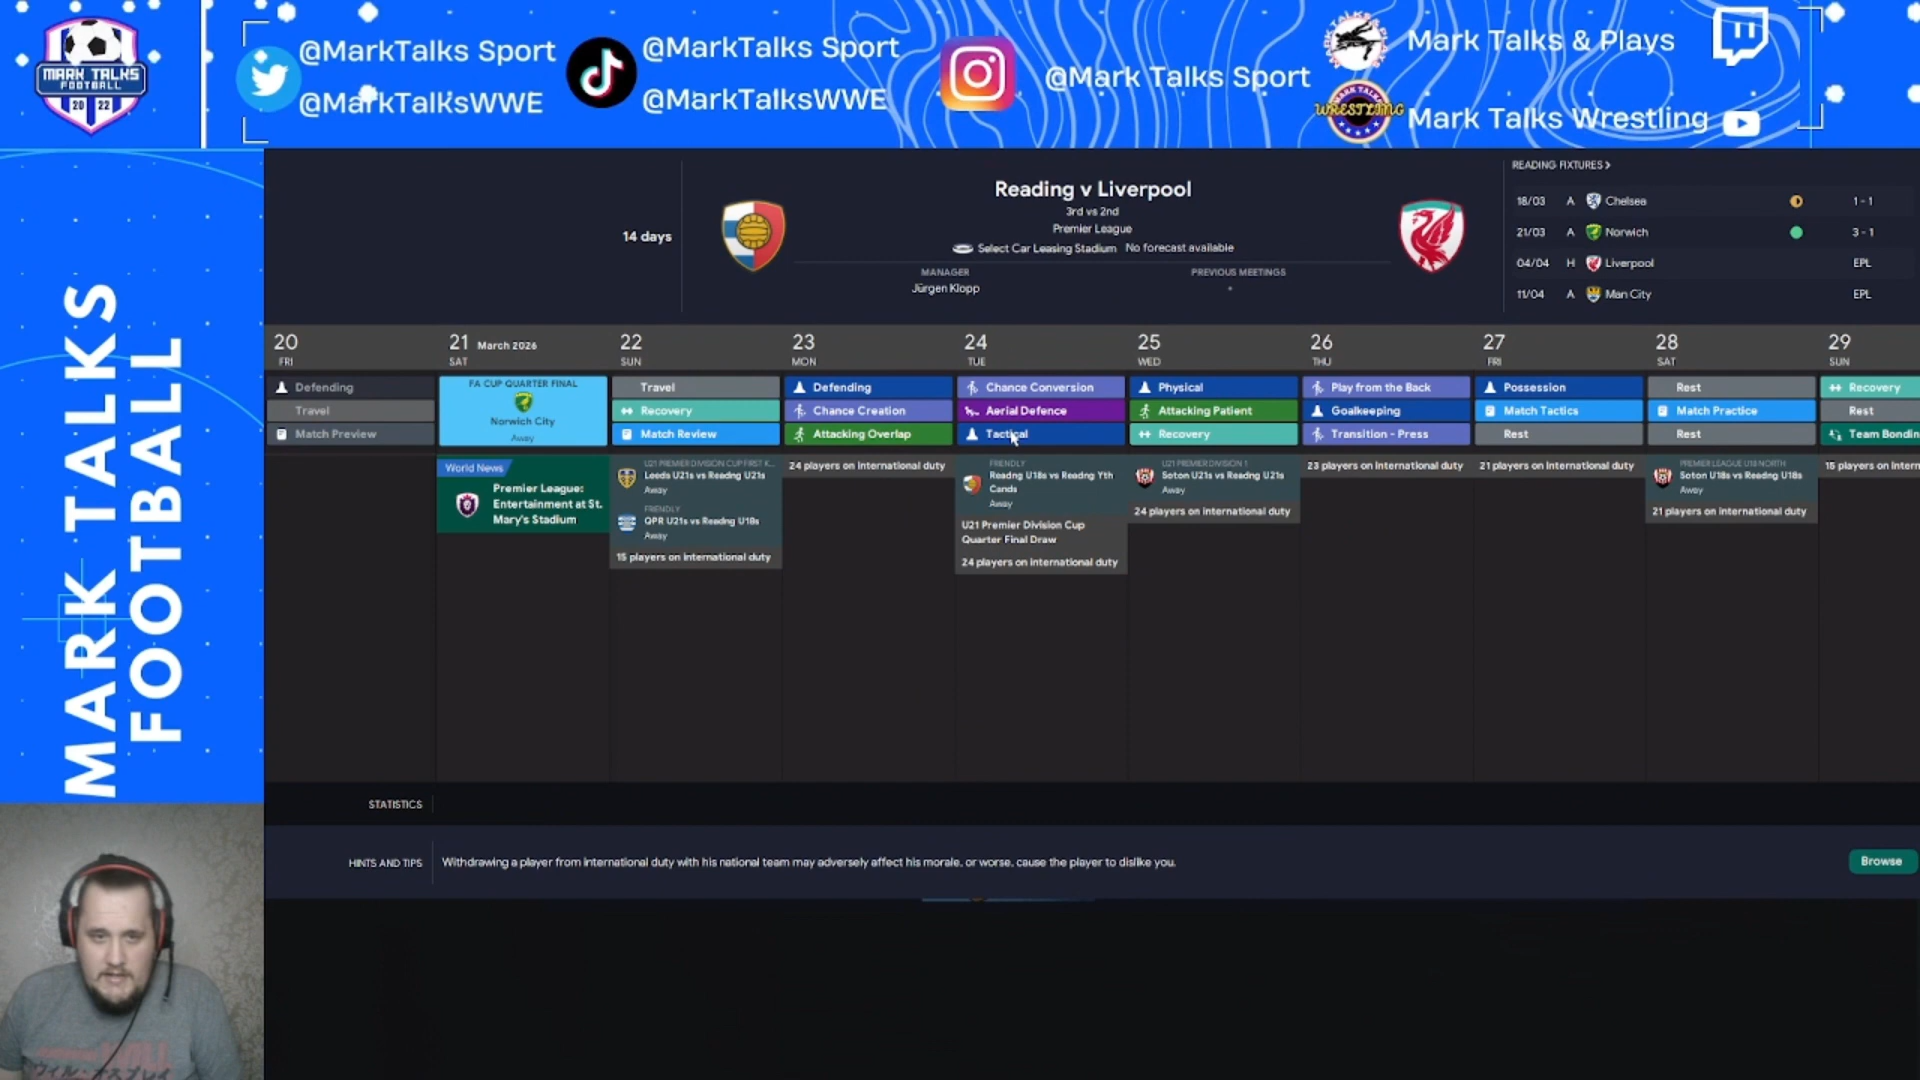 MARK TALKS
FOOTBALL
20 22
@MarkTalks Sport
@MarkTalksWWE
@MarkTalks Sport
@MarkTalksWWE
@Mark Talks Sport
Mark Talks & Plays
WRESTLING
Mark Talks Wrestling
MARK TALKS
FOOTBALL
14 days
Reading v Liverpool
3rd vs 2nd
Premier League
Select Car Leasing Stadium No forecast available
MANAGER
Jürgen Klopp
PREVIOUS MEETINGS
-
READING FIXTURES >
18/03 A Chelsea 1 - 1
21/03 A Norwich 3 - 1
04/04 H Liverpool EPL
11/04 A Man City EPL
20 FRI
Defending
Travel
Match Preview
21 March 2026
SAT
FA CUP QUARTER FINAL
Norwich City
Away
World News
Premier League:
Entertainment at St.
Mary's Stadium
22
SUN
Travel
Recovery
Match Review
U21 PREMIER DIVISION CUP FIRST K...
Leeds U21s vs Readng U21s
Away
FRIENDLY
QPR U21s vs Readng U18s
Away
15 players on international duty
23
MON
Defending
Chance Creation
Attacking Overlap
24 players on international duty
24
TUE
Chance Conversion
Aerial Defence
Tactical
FRIENDLY
Readng U18s vs Readng Yth
Cands
Away
U21 Premier Division Cup
Quarter Final Draw
24 players on international duty
25
WED
Physical
Attacking Patient
Recovery
U21 PREMIER DIVISION 1
Soton U21s vs Readng U21s
Away
24 players on international duty
26
THU
Play from the Back
Goalkeeping
Transition - Press
23 players on international duty
27
FRI
Possession
Match Tactics
Rest
21 players on international duty
28
SAT
Rest
Match Practice
Rest
PREMIER LEAGUE U18 NORTH
Soton U18s vs Readng U18s
Away
21 players on international duty
29
SUN
Recovery
Rest
Team Bondin
15 players on intern
STATISTICS
HINTS AND TIPS
Withdrawing a player from international duty with his national team may adversely affect his morale, or worse, cause the player to dislike you.
Browse